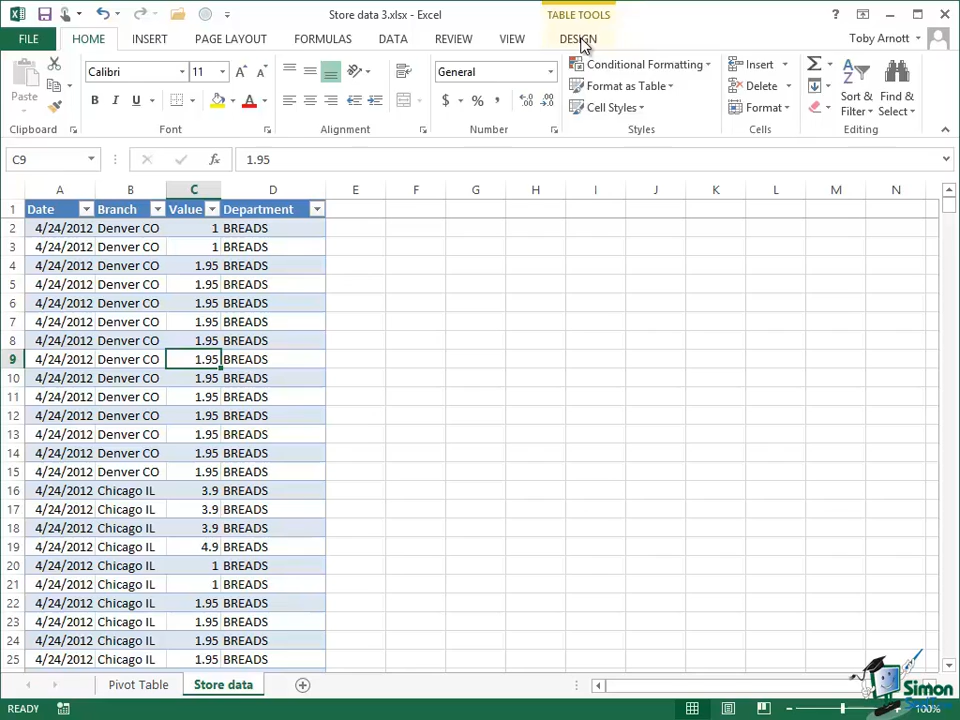 Store data 3.xlsx - Excel
TABLE TOOLS
FILE HOME INSERT PAGE LAYOUT FORMULAS DATA REVIEW VIEW DESIGN Toby Arnott
Paste Calibri 11 General Conditional Formatting Insert
B I U $ % Format as Table Delete Sort & Find &
A Cell Styles Format Filter Select
Clipboard Font Alignment Number Styles Cells Editing
C9 fx 1.95
A B C D E F G H I J K L M N
1 Date Branch Value Department
2 4/24/2012 Denver CO 1 BREADS
3 4/24/2012 Denver CO 1 BREADS
4 4/24/2012 Denver CO 1.95 BREADS
5 4/24/2012 Denver CO 1.95 BREADS
6 4/24/2012 Denver CO 1.95 BREADS
7 4/24/2012 Denver CO 1.95 BREADS
8 4/24/2012 Denver CO 1.95 BREADS
9 4/24/2012 Denver CO 1.95 BREADS
10 4/24/2012 Denver CO 1.95 BREADS
11 4/24/2012 Denver CO 1.95 BREADS
12 4/24/2012 Denver CO 1.95 BREADS
13 4/24/2012 Denver CO 1.95 BREADS
14 4/24/2012 Denver CO 1.95 BREADS
15 4/24/2012 Denver CO 1.95 BREADS
16 4/24/2012 Chicago IL 3.9 BREADS
17 4/24/2012 Chicago IL 3.9 BREADS
18 4/24/2012 Chicago IL 3.9 BREADS
19 4/24/2012 Chicago IL 4.9 BREADS
20 4/24/2012 Chicago IL 1 BREADS
21 4/24/2012 Chicago IL 1 BREADS
22 4/24/2012 Chicago IL 1.95 BREADS
23 4/24/2012 Chicago IL 1.95 BREADS
24 4/24/2012 Chicago IL 1.95 BREADS
25 4/24/2012 Chicago IL 1.95 BREADS
Pivot Table Store data
Simon
READY 100%